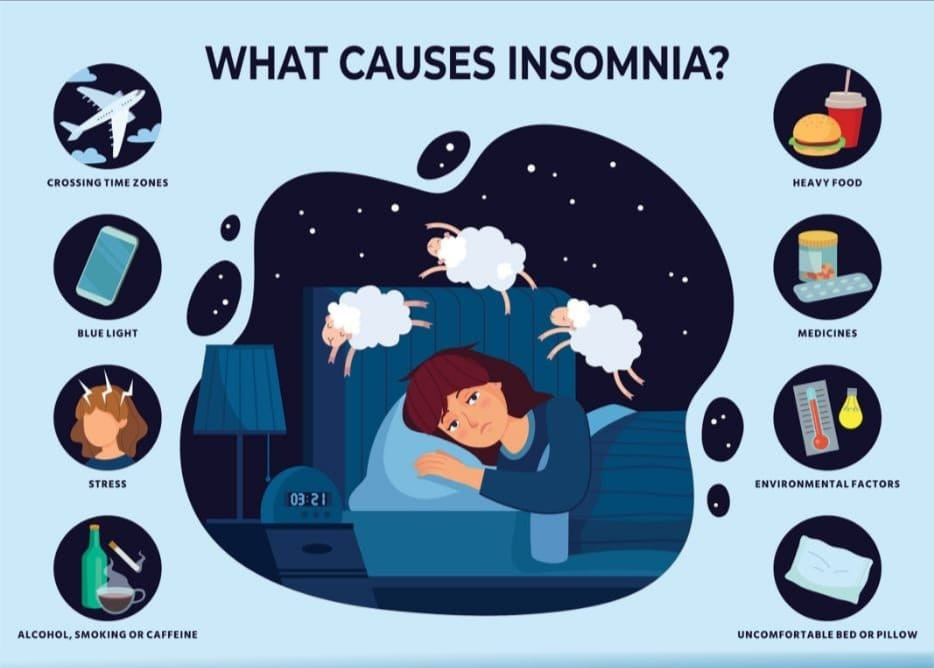 WHAT CAUSES INSOMNIA?
CROSSING TIME ZONES
BLUE LIGHT
STRESS
ALCOHOL, SMOKING OR CAFFEINE
03:21
HEAVY FOOD
MEDICINES
ENVIRONMENTAL FACTORS
UNCOMFORTABLE BED OR PILLOW